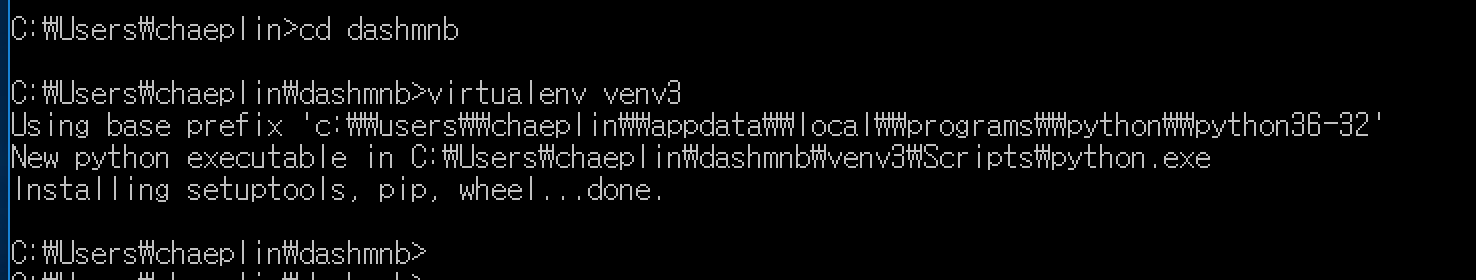 C:₩Users₩chaeplin>cd dashmnb
C:₩Users₩chaeplin₩dashmnb>virtualenv venv3
Using base prefix 'c:₩₩users₩₩chaeplin₩₩appdata₩₩local₩₩programs₩₩python₩₩python36-32'
New python executable in C:₩Users₩chaeplin₩dashmnb₩venv3₩Scripts₩python.exe
Installing setuptools, pip, wheel...done.
C:₩Users₩chaeplin₩dashmnb>